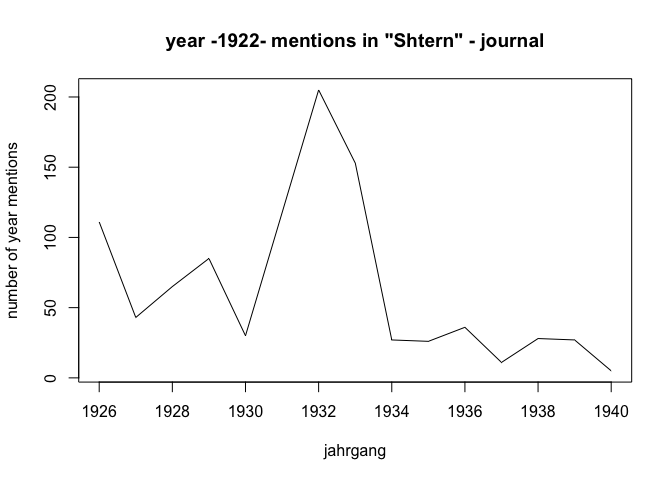 year -1922- mentions in "Shtern" - journal
number of year mentions
200
150
100
50
0
1926 1928 1930 1932 1934 1936 1938 1940
jahrgang